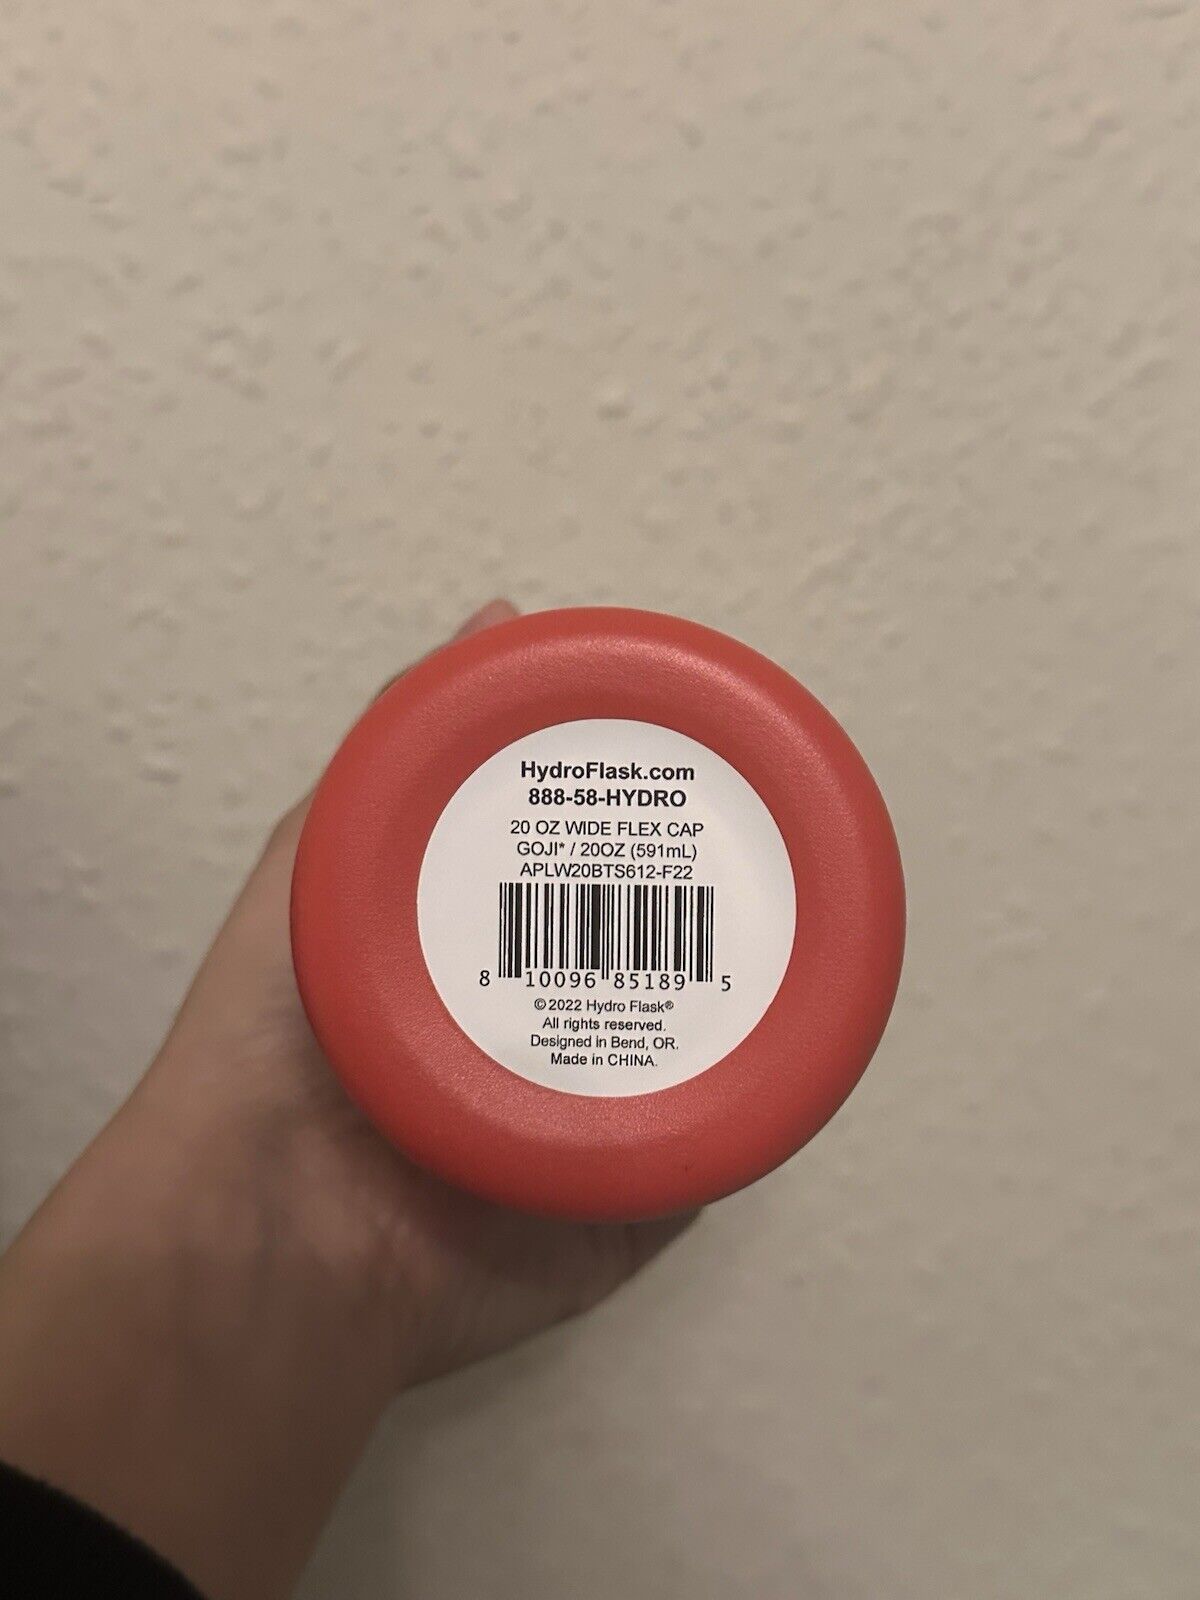 HydroFlask.com
888-58-HYDRO
20 OZ WIDE FLEX CAP
GOJI* / 20OZ (591mL)
APLW20BTS612-F22
8 10096 85189 5
©2022 Hydro Flask®
All rights reserved.
Designed in Bend, OR.
Made in CHINA.